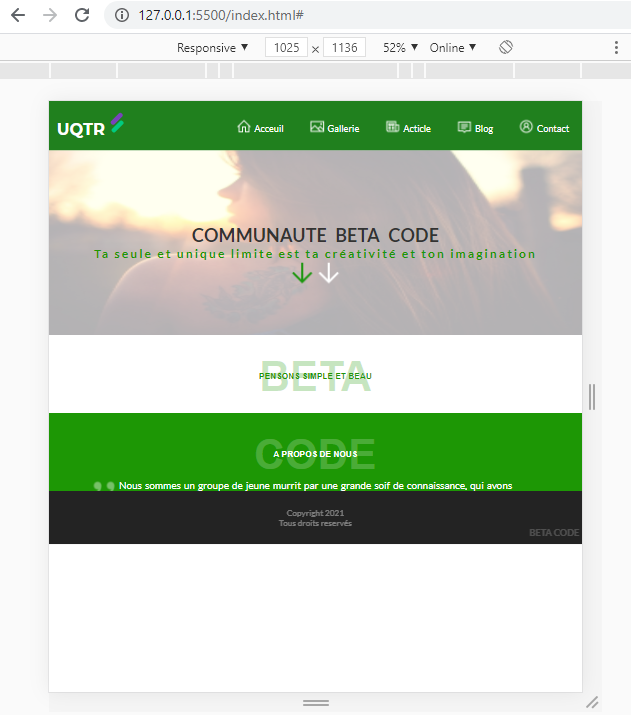 127.0.0.1:5500/index.html#
Responsive ▼ 1025 × 1136 52% ▼ Online ▼
UQTR Acceuil Gallerie Acticle Blog Contact
COMMUNAUTE BETA CODE
Ta seule et unique limite est ta créativité et ton imagination
BETA
PENSONS SIMPLE ET BEAU
CODE
A PROPOS DE NOUS
Nous sommes un groupe de jeune murrit par une grande soif de connaissance, qui avons
Copyright 2021
Tous droits reservés
BETA CODE